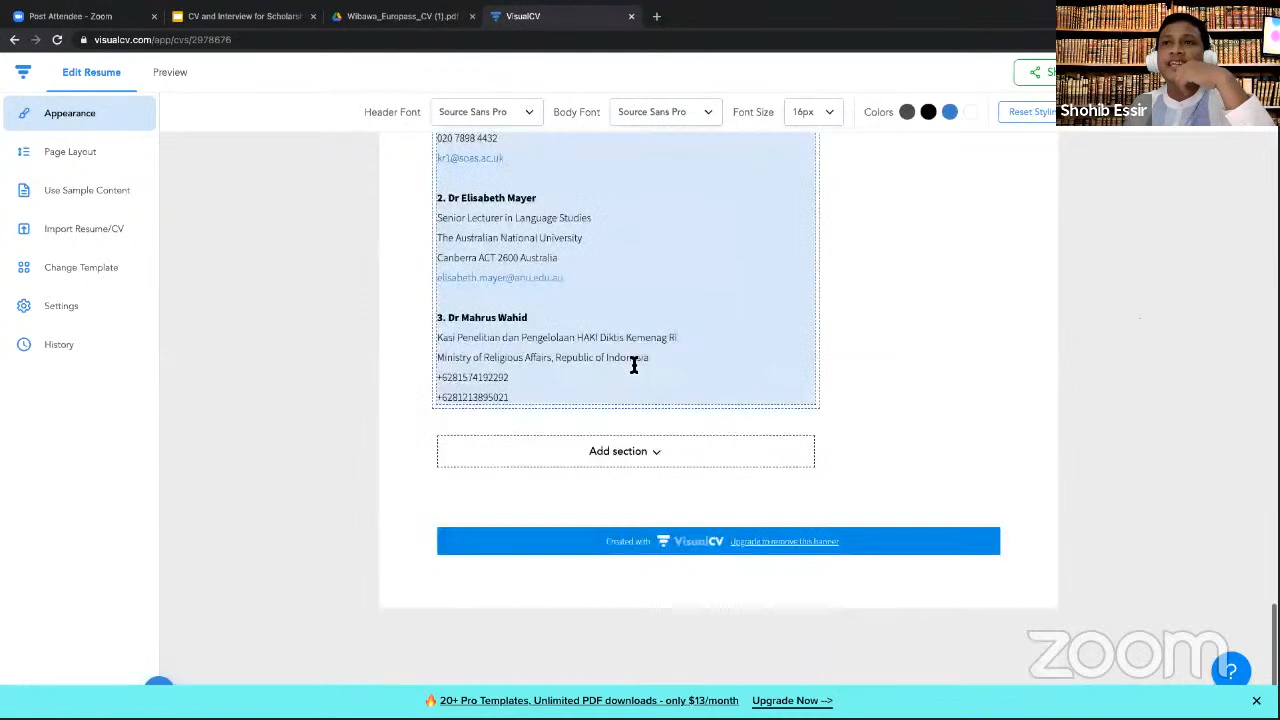 Post Attendee - Zoom
CV and Interview for Scholarsh
Wibawa_Europass_CV (1).pdf
VisualCV
visualcv.com/app/cvs/2978676
Edit Resume
Preview
Appearance
Page Layout
Use Sample Content
Import Resume/CV
Change Template
Settings
History
Header Font
Source Sans Pro
Body Font
Source Sans Pro
Font Size
16px
Colors
Reset Stylin
Shohib Essir
020 7898 4432
kr1@soas.ac.uk
2. Dr Elisabeth Mayer
Senior Lecturer in Language Studies
The Australian National University
Canberra ACT 2600 Australia
elisabeth.mayer@anu.edu.au
3. Dr Mahrus Wahid
Kasi Penelitian dan Pengelolaan HAKI Diktis Kemenag RI
Ministry of Religious Affairs, Republic of Indonesia
+6281574192292
+6281213895021
Add section
Created with VisualCV Upgrade to remove this banner
zoom
?
20+ Pro Templates, Unlimited PDF downloads - only $13/month Upgrade Now -->